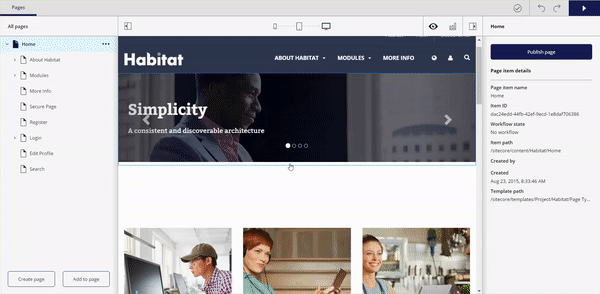 Pages
All pages
Home
About Habitat
Modules
More Info
Secure Page
Register
Login
Edit Profile
Search
Create page
Add to page
Habitat
ABOUT HABITAT
MODULES
MORE INFO
Simplicity
A consistent and discoverable architecture
Home
Publish page
Page item details
Page item name
Home
Item ID
dac24edd-44fb-42ef-9ecd-1e8daf706386
Workflow state
No workflow
Item path
/sitecore/content/Habitat/Home
Created by
Created
Aug 23, 2015, 8:33:46 AM
Template path
/sitecore/templates/Project/Habitat/Page Ty...